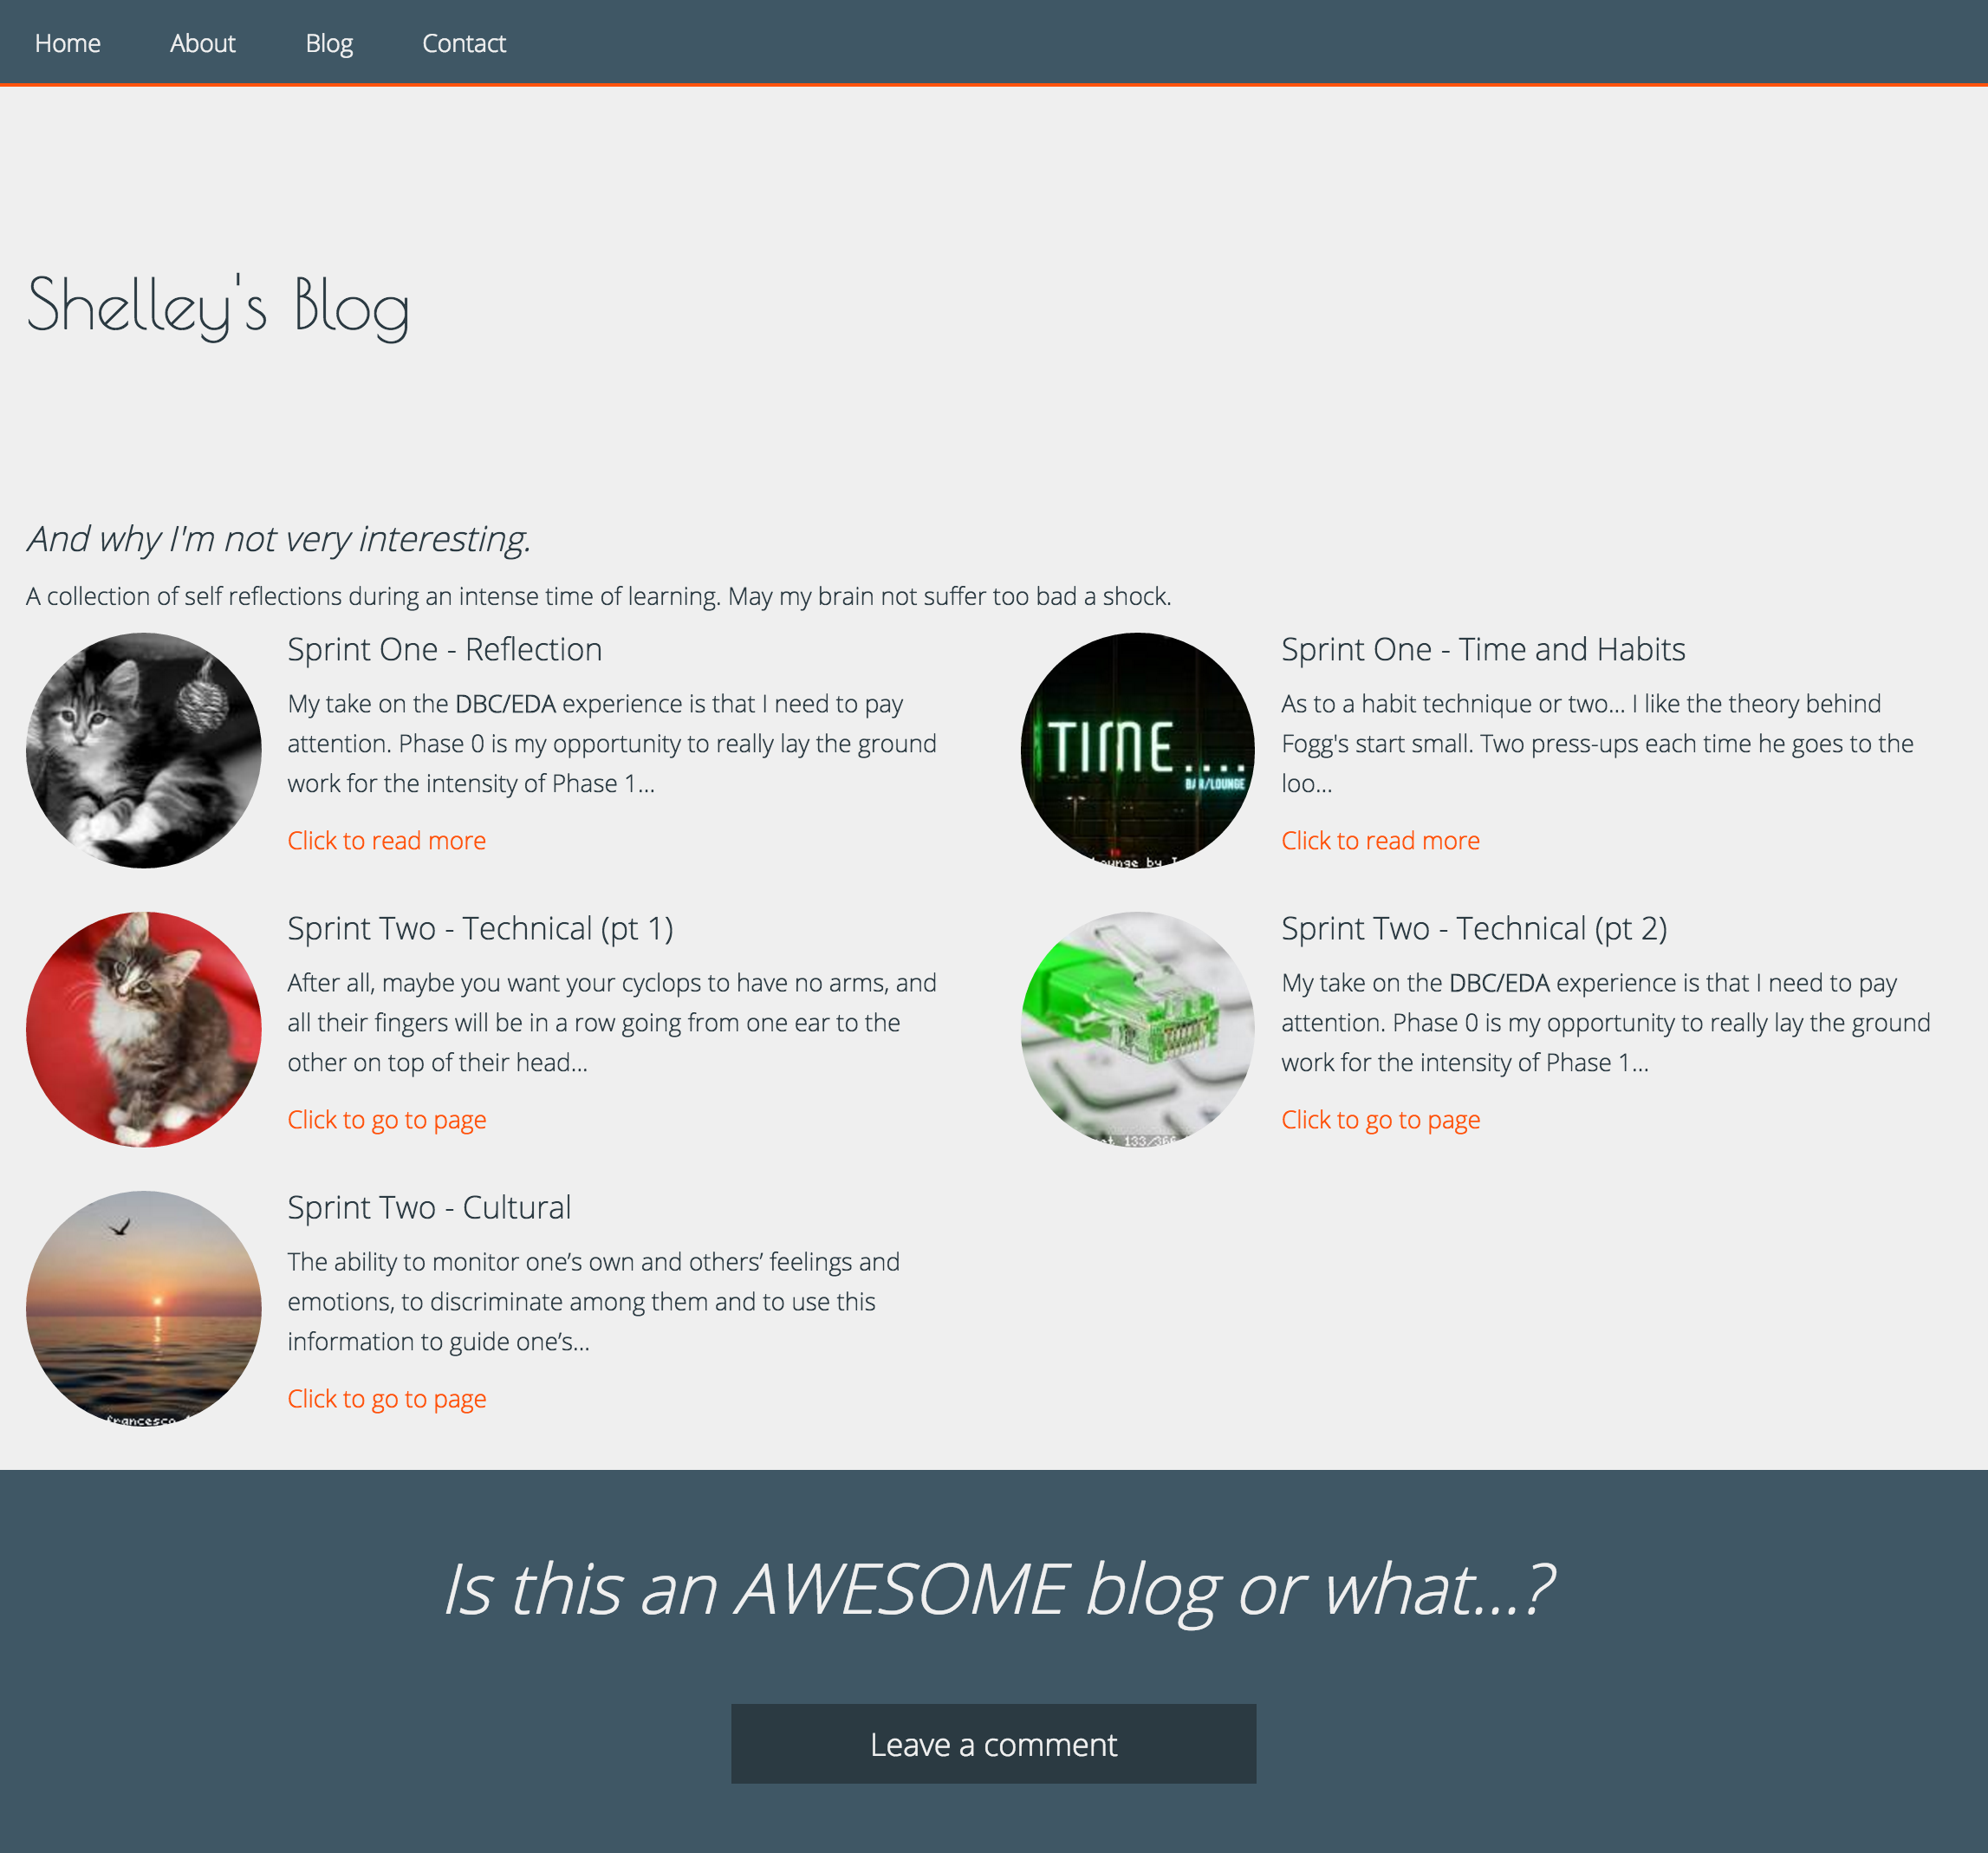 Home About Blog Contact
Shelley's Blog
And why I'm not very interesting.
A collection of self reflections during an intense time of learning. May my brain not suffer too bad a shock.
Sprint One - Reflection
My take on the DBC/EDA experience is that I need to pay
attention. Phase 0 is my opportunity to really lay the ground
work for the intensity of Phase 1...
Click to read more
TIME....
BAR/LOUNGE
ounge by
Sprint One - Time and Habits
As to a habit technique or two... I like the theory behind
Fogg's start small. Two press-ups each time he goes to the
loo...
Click to read more
Sprint Two - Technical (pt 1)
After all, maybe you want your cyclops to have no arms, and
all their fingers will be in a row going from one ear to the
other on top of their head...
Click to go to page
133/366
Sprint Two - Technical (pt 2)
My take on the DBC/EDA experience is that I need to pay
attention. Phase 0 is my opportunity to really lay the ground
work for the intensity of Phase 1...
Click to go to page
francesco
Sprint Two - Cultural
The ability to monitor one’s own and others’ feelings and
emotions, to discriminate among them and to use this
information to guide one’s...
Click to go to page
Is this an AWESOME blog or what...?
Leave a comment